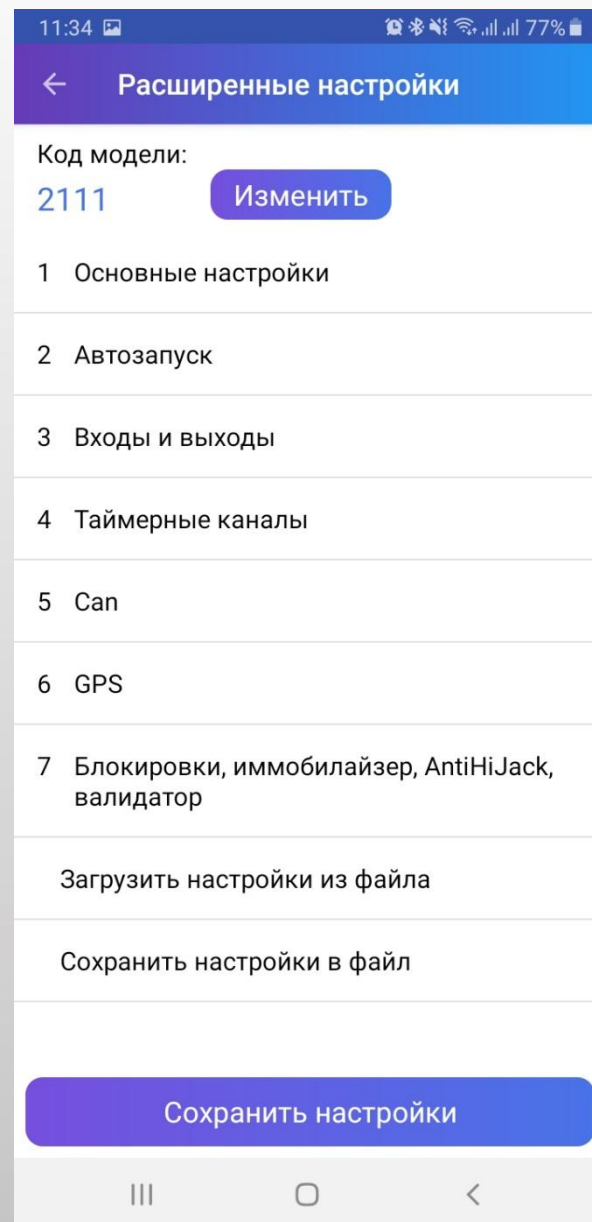 11:34 77%
Расширенные настройки
Код модели:
2111 Изменить
1 Основные настройки
2 Автозапуск
3 Входы и выходы
4 Таймерные каналы
5 Can
6 GPS
7 Блокировки, иммобилайзер, AntiHiJack,
валидатор
Загрузить настройки из файла
Сохранить настройки в файл
Сохранить настройки